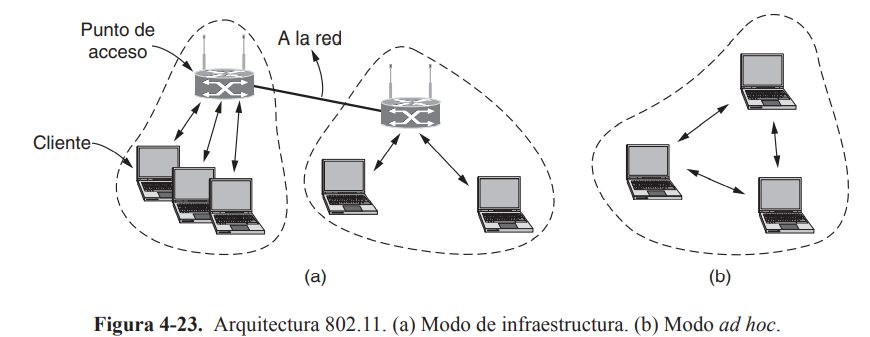 Punto de
acceso
A la red
Cliente
(a)
(b)
Figura 4-23. Arquitectura 802.11. (a) Modo de infraestructura. (b) Modo ad hoc.